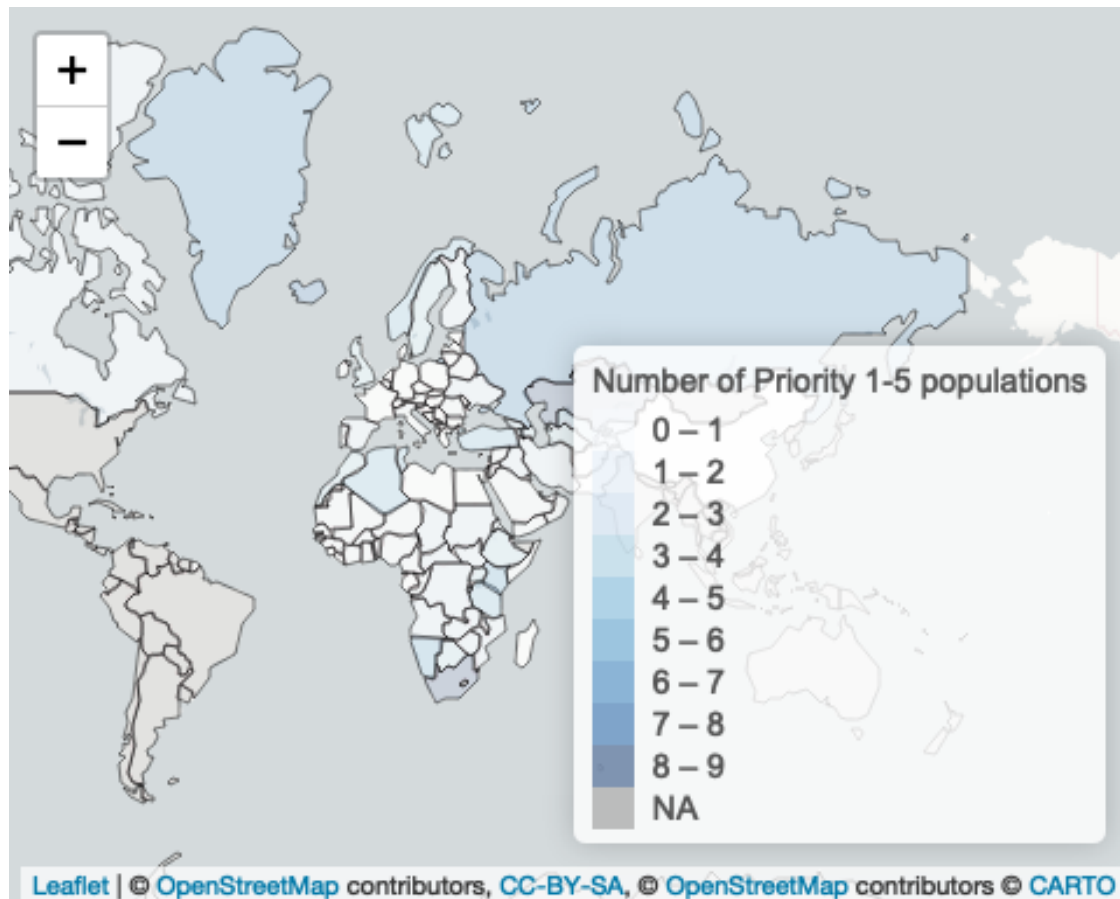 +
−
Number of Priority 1-5 populations
0 – 1
1 – 2
2 – 3
3 – 4
4 – 5
5 – 6
6 – 7
7 – 8
8 – 9
NA
Leaflet | © OpenStreetMap contributors, CC-BY-SA, © OpenStreetMap contributors © CARTO